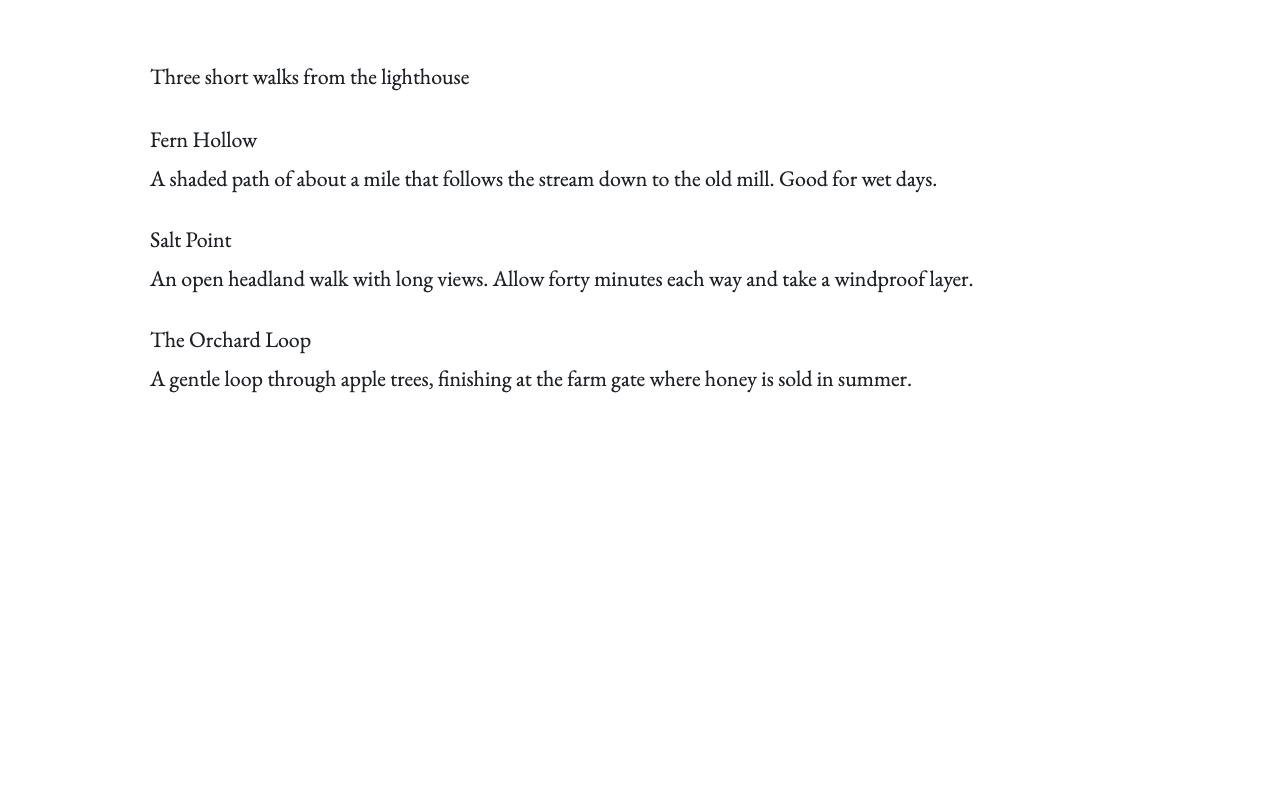 Three short walks from the lighthouse
Fern Hollow
A shaded path of about a mile that follows the stream down to the old mill. Good for wet days.
Salt Point
An open headland walk with long views. Allow forty minutes each way and take a windproof layer.
The Orchard Loop
A gentle loop through apple trees, finishing at the farm gate where honey is sold in summer.